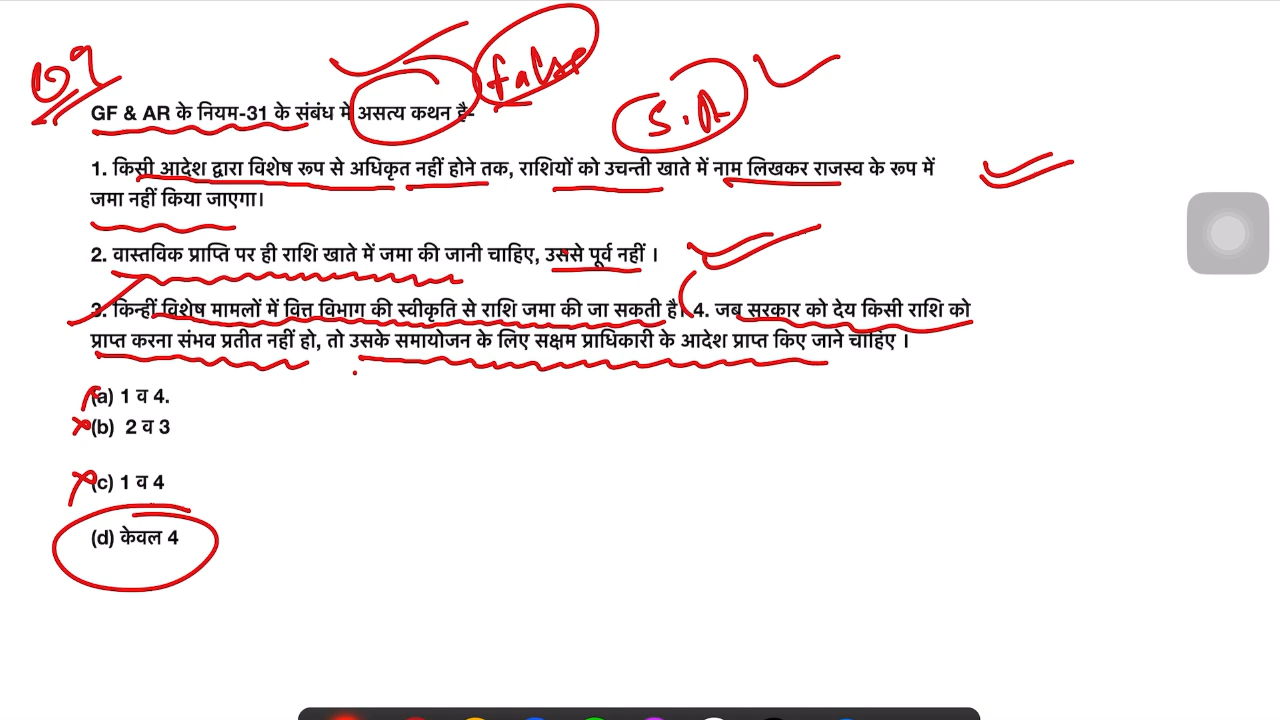 Q9
false
S.R
GF & AR के नियम-31 के संबंध मे असत्य कथन है-
1. किसी आदेश द्वारा विशेष रूप से अधिकृत नहीं होने तक, राशियों को उचन्ती खाते में नाम लिखकर राजस्व के रूप में
जमा नहीं किया जाएगा।
2. वास्तविक प्राप्ति पर ही राशि खाते में जमा की जानी चाहिए, उससे पूर्व नहीं ।
3. किन्हीं विशेष मामलों में वित्त विभाग की स्वीकृति से राशि जमा की जा सकती है। 4. जब सरकार को देय किसी राशि को
प्राप्त करना संभव प्रतीत नहीं हो, तो उसके समायोजन के लिए सक्षम प्राधिकारी के आदेश प्राप्त किए जाने चाहिए ।
(a) 1 व 4.
(b) 2 व 3
(c) 1 व 4
(d) केवल 4